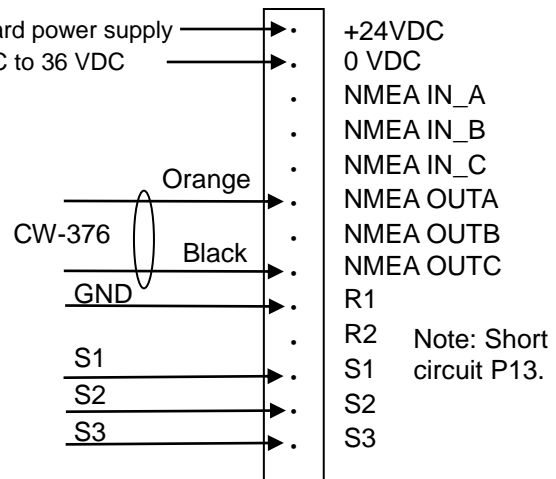 power supply
to 36 VDC
Orange
CW-376
Black
GND
S1
S2
S3
+24VDC
0 VDC
NMEA IN_A
NMEA IN_B
NMEA IN_C
NMEA OUTA
NMEA OUTB
NMEA OUTC
R1
R2
S1
S2
S3
Note: Short
circuit P13.